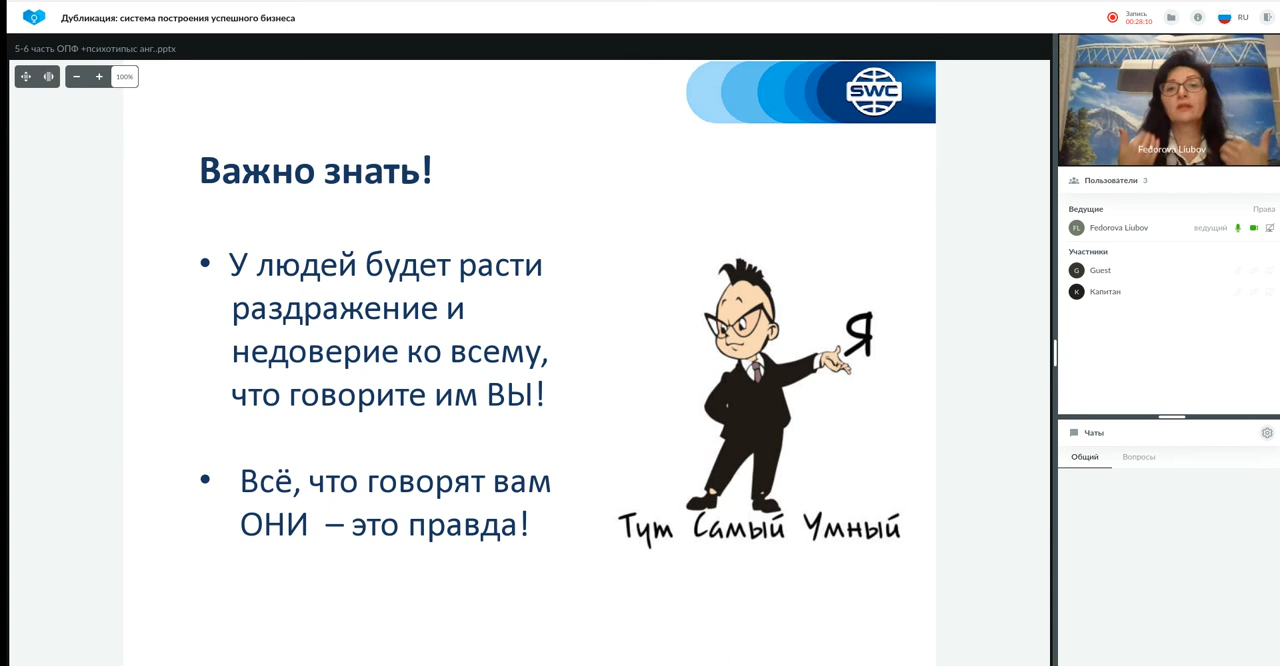 Дубликация: система построения успешного бизнеса
Запись
00:28:10
RU
5-6 часть ОПФ +психотипыс анг..pptx
100%
SWC
Важно знать!
• У людей будет расти
раздражение и
недоверие ко всему,
что говорите им ВЫ!
• Всё, что говорят вам
ОНИ – это правда!
Я
Тут Самый Умный
Fedorova Liubov
Пользователи 3
Ведущие
Права
FL
Fedorova Liubov
ведущий
Участники
G
Guest
К
Капитан
Чаты
Общий
Вопросы